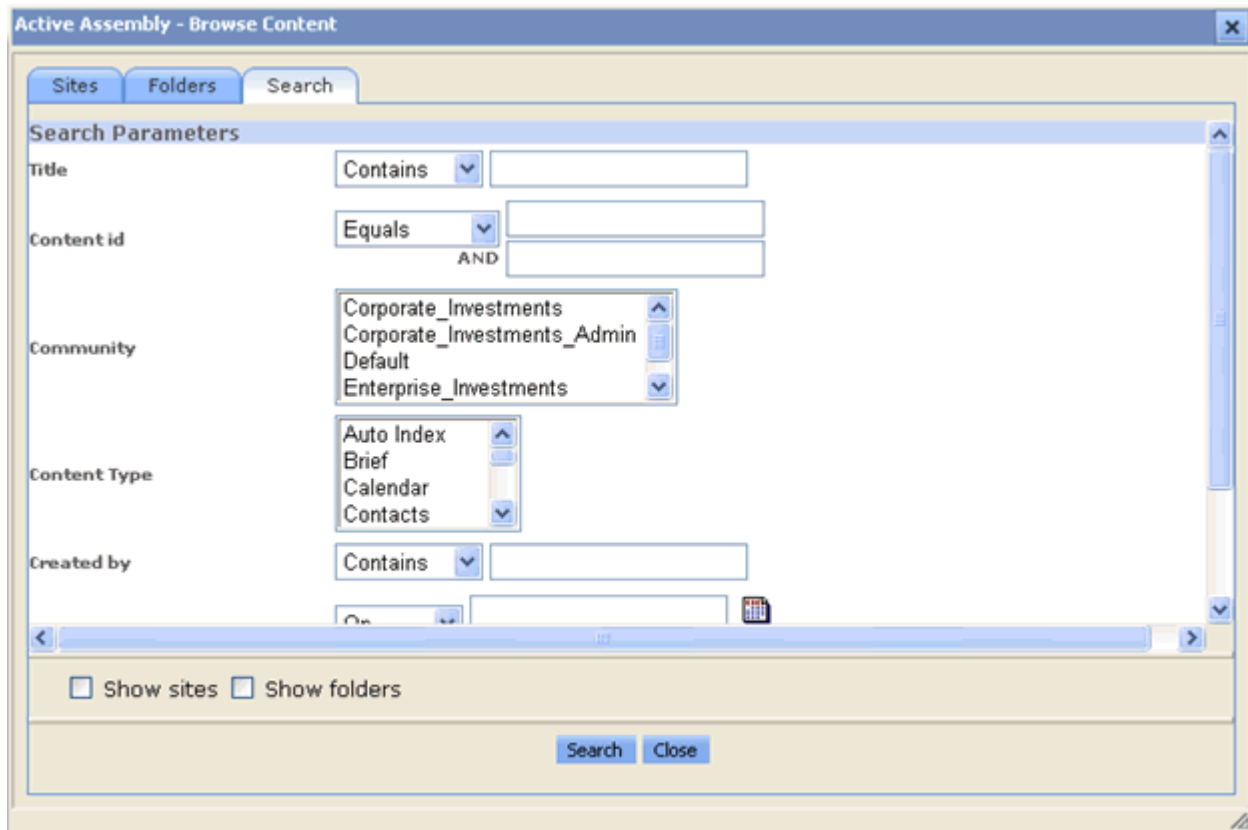 Active Assembly - Browse Content
Sites Folders Search
Search Parameters
Title Contains
Content id Equals
AND
Community
Corporate_Investments
Corporate_Investments_Admin
Default
Enterprise_Investments
Content Type
Auto Index
Brief
Calendar
Contacts
Created by Contains
On
Show sites Show folders
Search Close